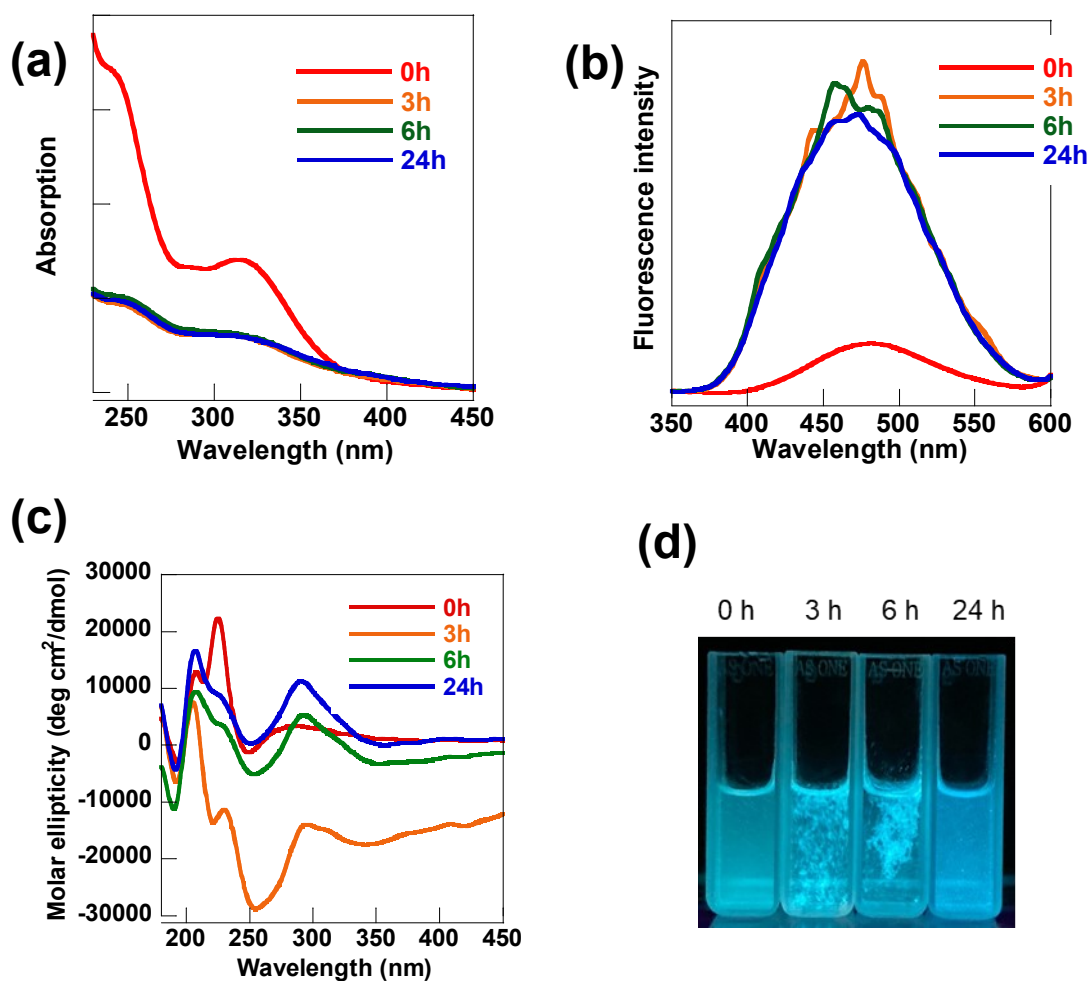 (a)
0h
3h
6h
24h
Absorption
250 300 350 400 450
Wavelength (nm)
(b)
0h
3h
6h
24h
Fluorescence intensity
350 400 450 500 550 600
Wavelength (nm)
(c)
30000
20000
10000
0
-10000
-20000
-30000
0h
3h
6h
24h
Molar ellipticity (deg cm²/dmol)
200 250 300 350 400 450
Wavelength (nm)
(d)
0 h 3 h 6 h 24 h
AS ONE AS ONE AS ONE AS ONE